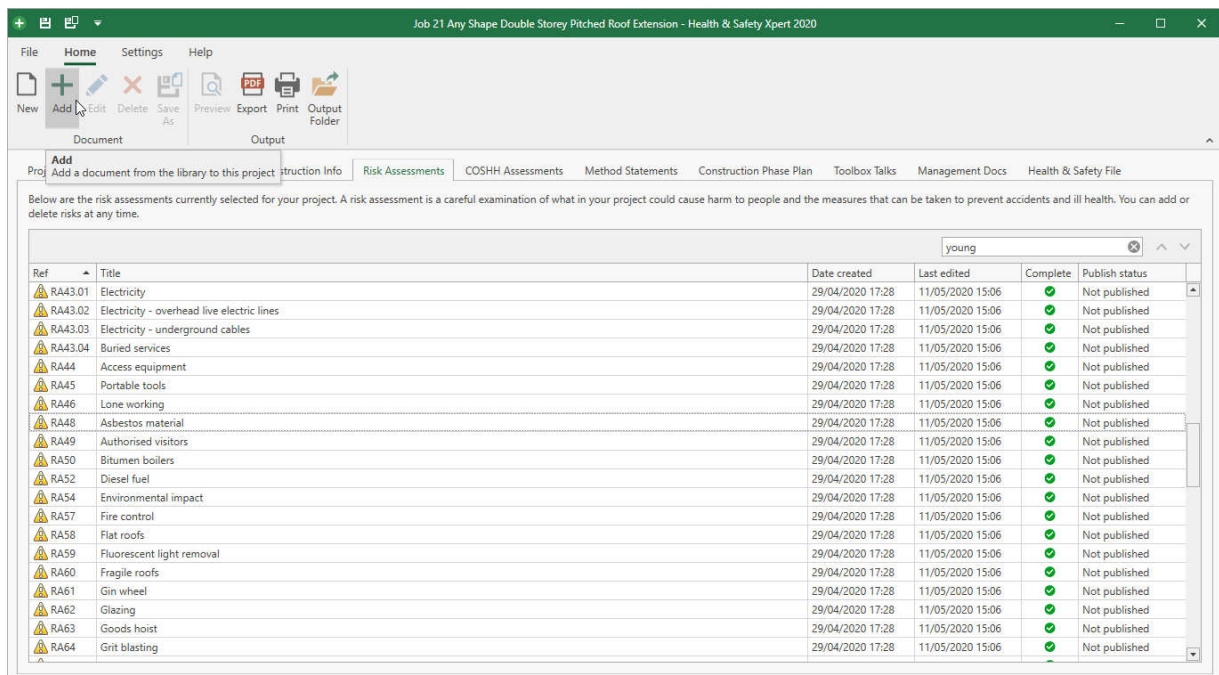 Job 21 Any Shape Double Storey Pitched Roof Extension - Health & Safety Xpert 2020
File Home Settings Help
New Add Edit Delete Save As Preview PDF Export Print Output Folder
Document Output
Add
Add a document from the library to this project
Proj struction Info Risk Assessments COSHH Assessments Method Statements Construction Phase Plan Toolbox Talks Management Docs Health & Safety File
Below are the risk assessments currently selected for your project. A risk assessment is a careful examination of what in your project could cause harm to people and the measures that can be taken to prevent accidents and ill health. You can add or
delete risks at any time.
young
Ref Title Date created Last edited Complete Publish status
RA43.01 Electricity 29/04/2020 17:28 11/05/2020 15:06 Not published
RA43.02 Electricity - overhead live electric lines 29/04/2020 17:28 11/05/2020 15:06 Not published
RA43.03 Electricity - underground cables 29/04/2020 17:28 11/05/2020 15:06 Not published
RA43.04 Buried services 29/04/2020 17:28 11/05/2020 15:06 Not published
RA44 Access equipment 29/04/2020 17:28 11/05/2020 15:06 Not published
RA45 Portable tools 29/04/2020 17:28 11/05/2020 15:06 Not published
RA46 Lone working 29/04/2020 17:28 11/05/2020 15:06 Not published
RA48 Asbestos material 29/04/2020 17:28 11/05/2020 15:06 Not published
RA49 Authorised visitors 29/04/2020 17:28 11/05/2020 15:06 Not published
RA50 Bitumen boilers 29/04/2020 17:28 11/05/2020 15:06 Not published
RA52 Diesel fuel 29/04/2020 17:28 11/05/2020 15:06 Not published
RA54 Environmental impact 29/04/2020 17:28 11/05/2020 15:06 Not published
RA57 Fire control 29/04/2020 17:28 11/05/2020 15:06 Not published
RA58 Flat roofs 29/04/2020 17:28 11/05/2020 15:06 Not published
RA59 Fluorescent light removal 29/04/2020 17:28 11/05/2020 15:06 Not published
RA60 Fragile roofs 29/04/2020 17:28 11/05/2020 15:06 Not published
RA61 Gin wheel 29/04/2020 17:28 11/05/2020 15:06 Not published
RA62 Glazing 29/04/2020 17:28 11/05/2020 15:06 Not published
RA63 Goods hoist 29/04/2020 17:28 11/05/2020 15:06 Not published
RA64 Grit blasting 29/04/2020 17:28 11/05/2020 15:06 Not published